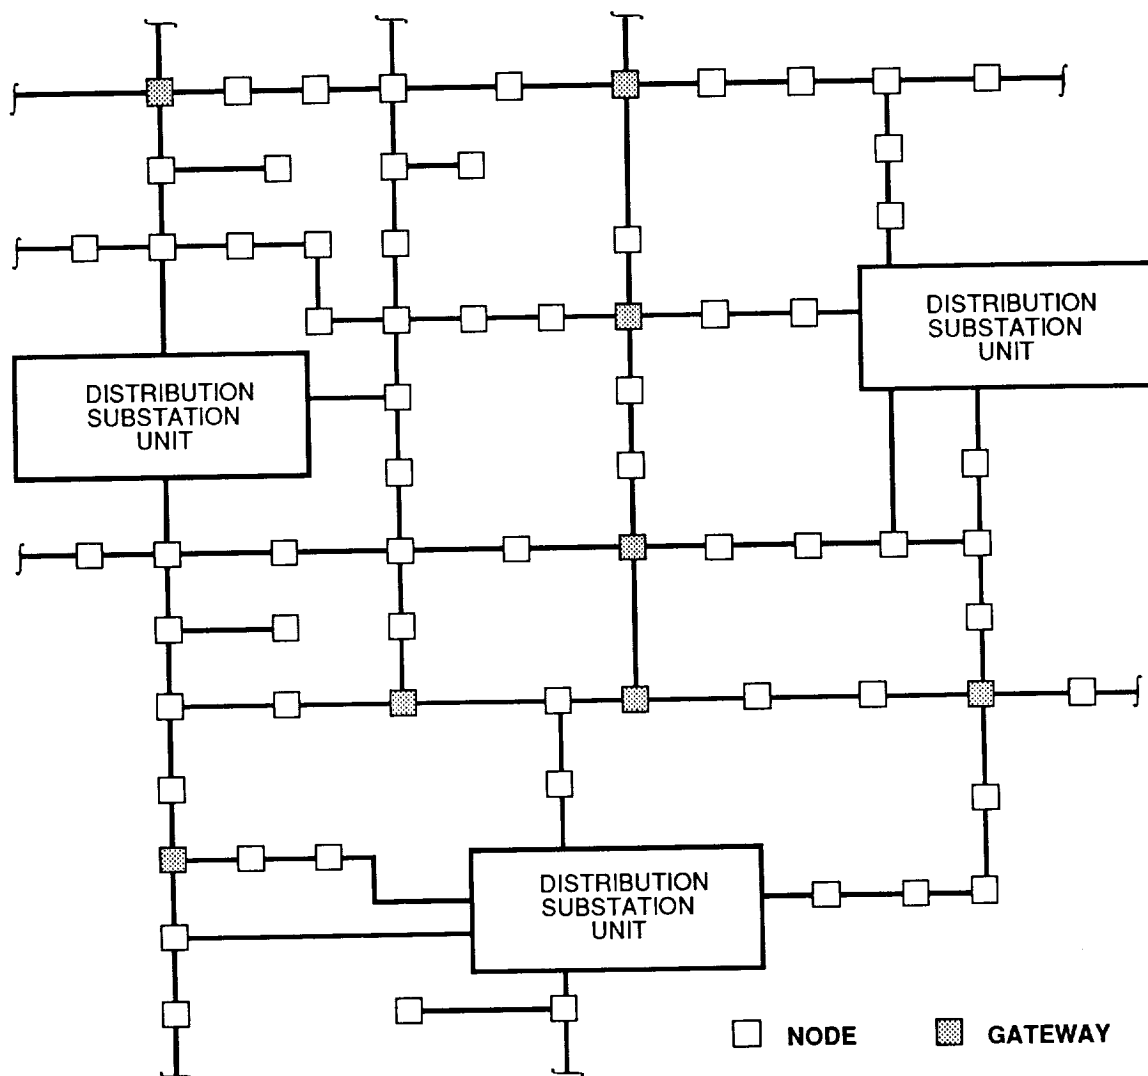 DISTRIBUTION
SUBSTATION
UNIT
DISTRIBUTION
SUBSTATION
UNIT
DISTRIBUTION
SUBSTATION
UNIT
NODE
GATEWAY